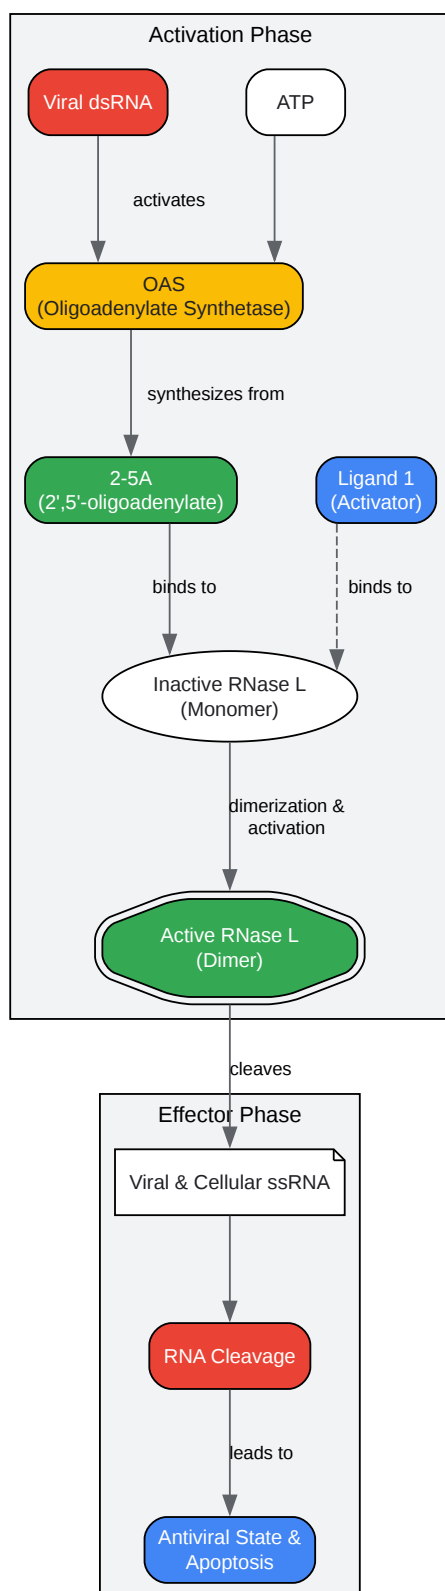 Activation Phase
Viral dsRNA
ATP
activates
OAS
(Oligoadenylate Synthetase)
synthesizes from
2-5A
(2',5'-oligoadenylate)
Ligand 1
(Activator)
binds to
binds to
Inactive RNase L
(Monomer)
dimerization &
activation
Active RNase L
(Dimer)
cleaves
Effector Phase
Viral & Cellular ssRNA
RNA Cleavage
leads to
Antiviral State &
Apoptosis